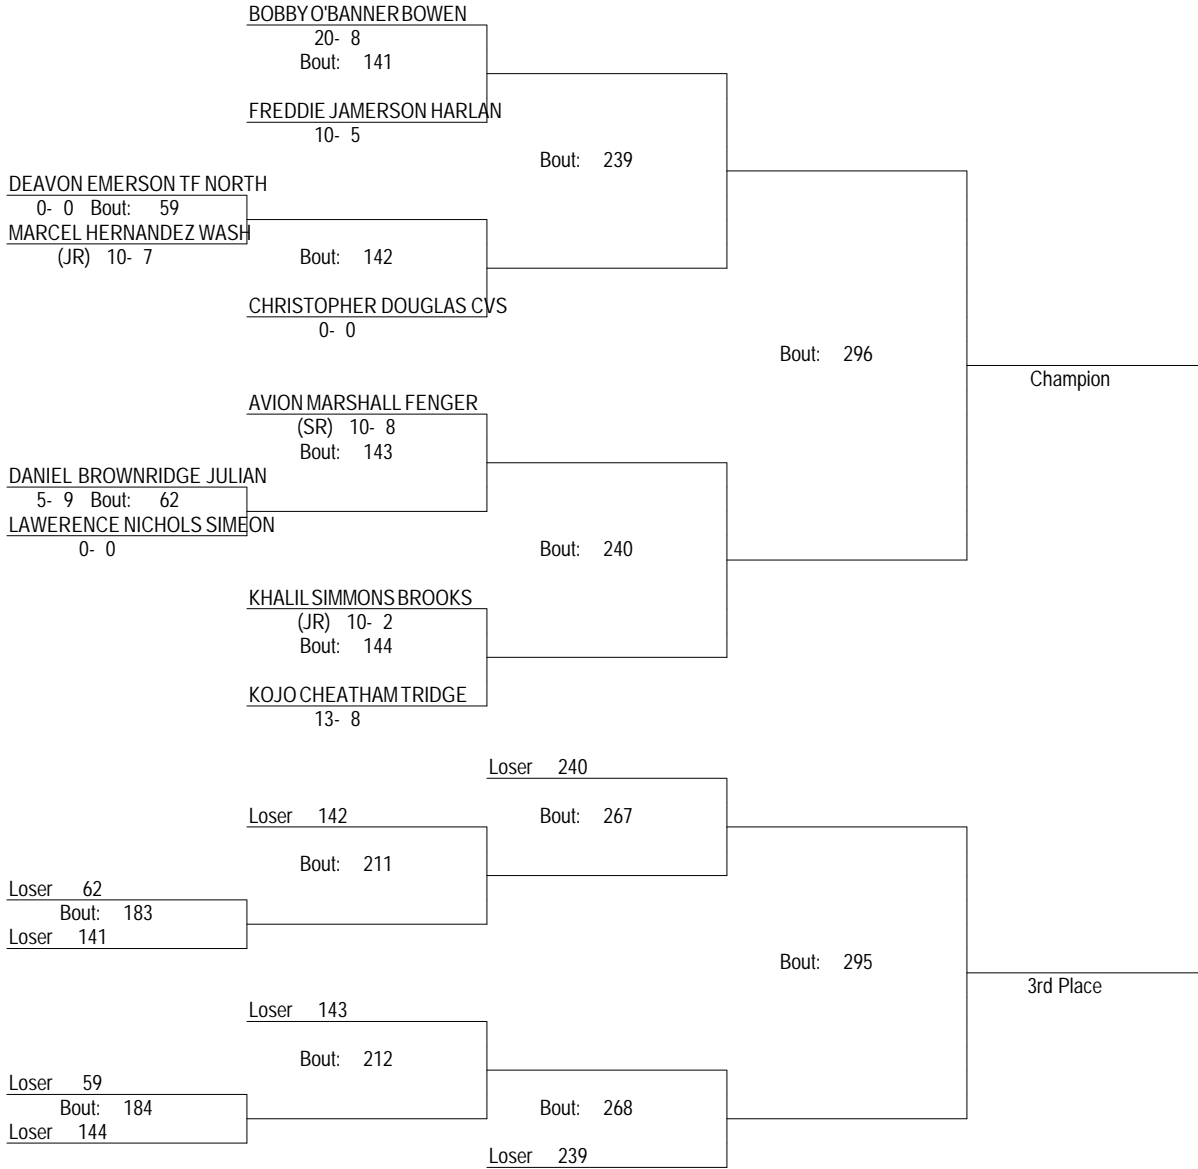 BOBBY O'BANNER BOWEN
20- 8
Bout: 141
FREDDIE JAMERSON HARLAN
10- 5
Bout: 239
DEAVON EMERSON TF NORTH
0- 0 Bout: 59
MARCEL HERNANDEZ WASH
(JR) 10- 7
Bout: 142
CHRISTOPHER DOUGLAS CVS
0- 0
Bout: 296
Champion
AVION MARSHALL FENGER
(SR) 10- 8
Bout: 143
DANIEL BROWNRIDGE JULIAN
5- 9 Bout: 62
LAWERENCE NICHOLS SIMEON
0- 0
Bout: 240
KHALIL SIMMONS BROOKS
(JR) 10- 2
Bout: 144
KOJO CHEATHAM TRIDGE
13- 8
Loser 240
Loser 142
Bout: 267
Bout: 211
Loser 62
Bout: 183
Loser 141
Bout: 295
3rd Place
Loser 143
Bout: 212
Loser 59
Bout: 184
Loser 144
Bout: 268
Loser 239